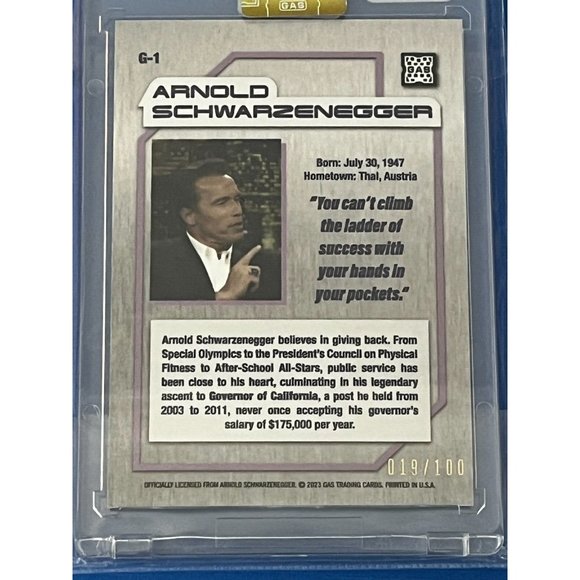 GAS
G-1
GAS
ARNOLD
SCHWARZENEGGER
Born: July 30, 1947
Hometown: Thal, Austria
"You can't climb
the ladder of
success with
your hands in
your pockets."
Arnold Schwarzenegger believes in giving back. From
Special Olympics to the President's Council on Physical
Fitness to After-School All-Stars, public service has
been close to his heart, culminating in his legendary
ascent to Governor of California, a post he held from
2003 to 2011, never once accepting his governor's
salary of $175,000 per year.
019/100
OFFICIALLY LICENSED FROM ARNOLD SCHWARZENEGGER. © 2023 GAS TRADING CARDS. PRINTED IN U.S.A.